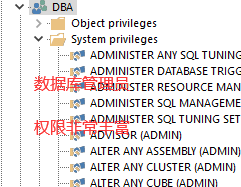 DBA
Object privileges
System privileges
ADMINISTER ANY SQL TUNING
ADMINISTER DATABASE TRIGG
数据库管理员
ADMINISTER RESOURCE MAN
ADMINISTER SQL MANAGEME
ADMINISTER SQL TUNING SET
权限非常丰富
ADVISOR (ADMIN)
ALTER ANY ASSEMBLY (ADMIN)
ALTER ANY CLUSTER (ADMIN)
ALTER ANY CUBE (ADMIN)